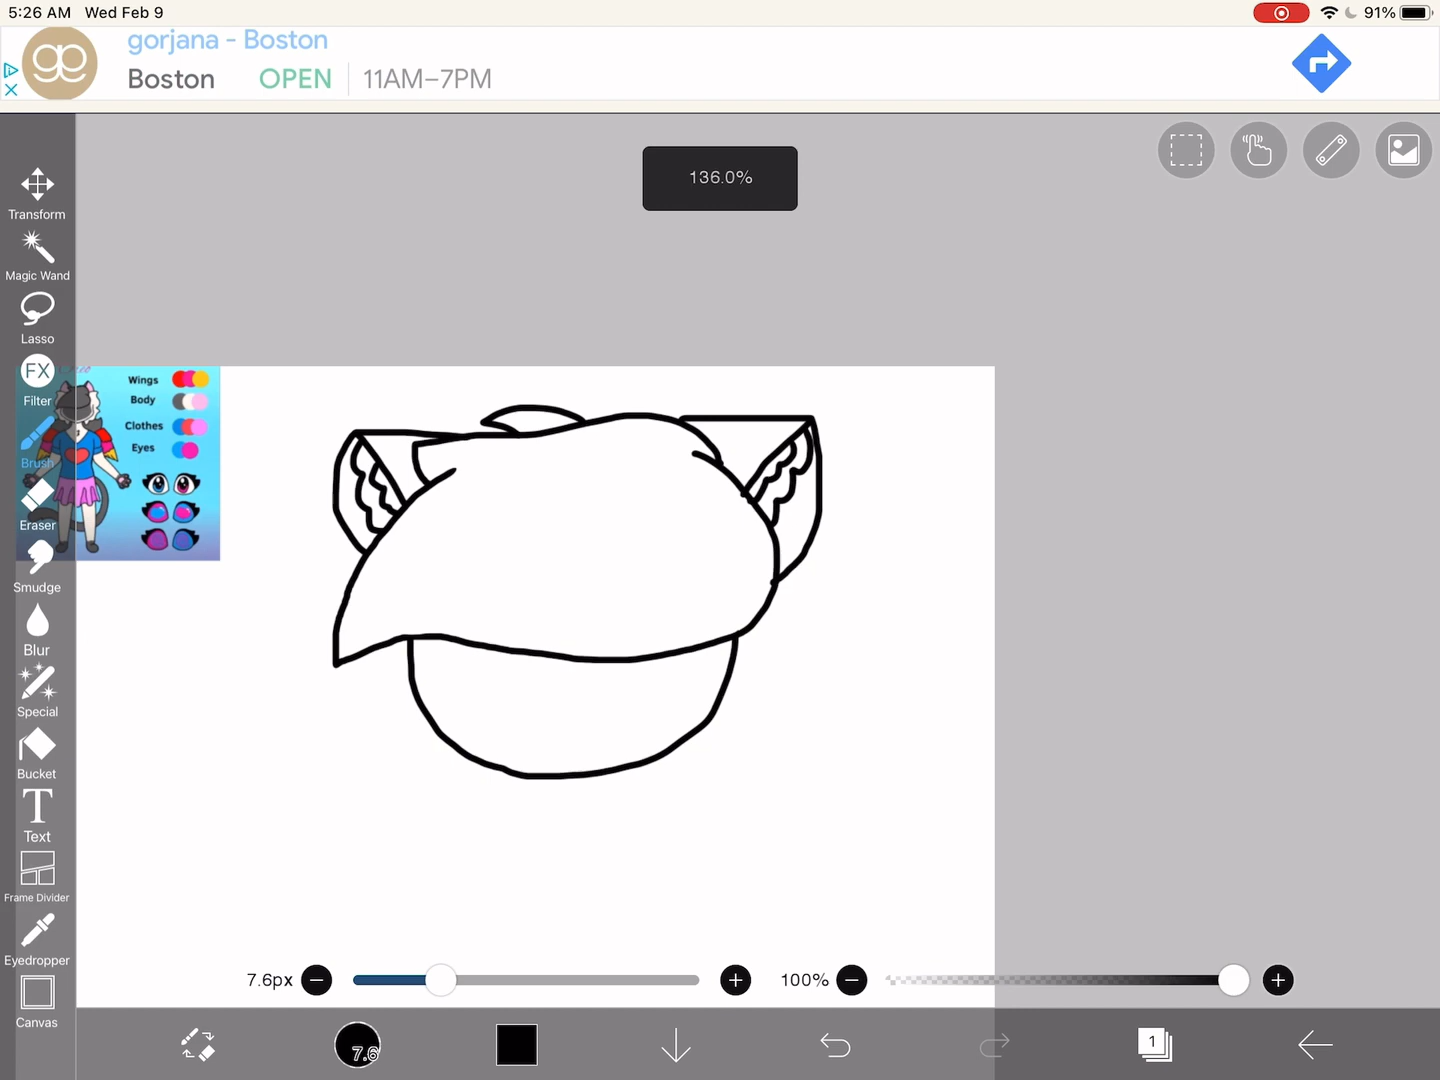 5:26 AM Wed Feb 9
91%
gorjana - Boston
Boston OPEN 11AM–7PM
136.0%
Transform
Magic Wand
Lasso
FX
Filter
Brush
Eraser
Smudge
Blur
Special
Bucket
T
Text
Frame Divider
Eyedropper
Canvas
Wings
Body
Clothes
Eyes
7.6px
100%
7.6
1